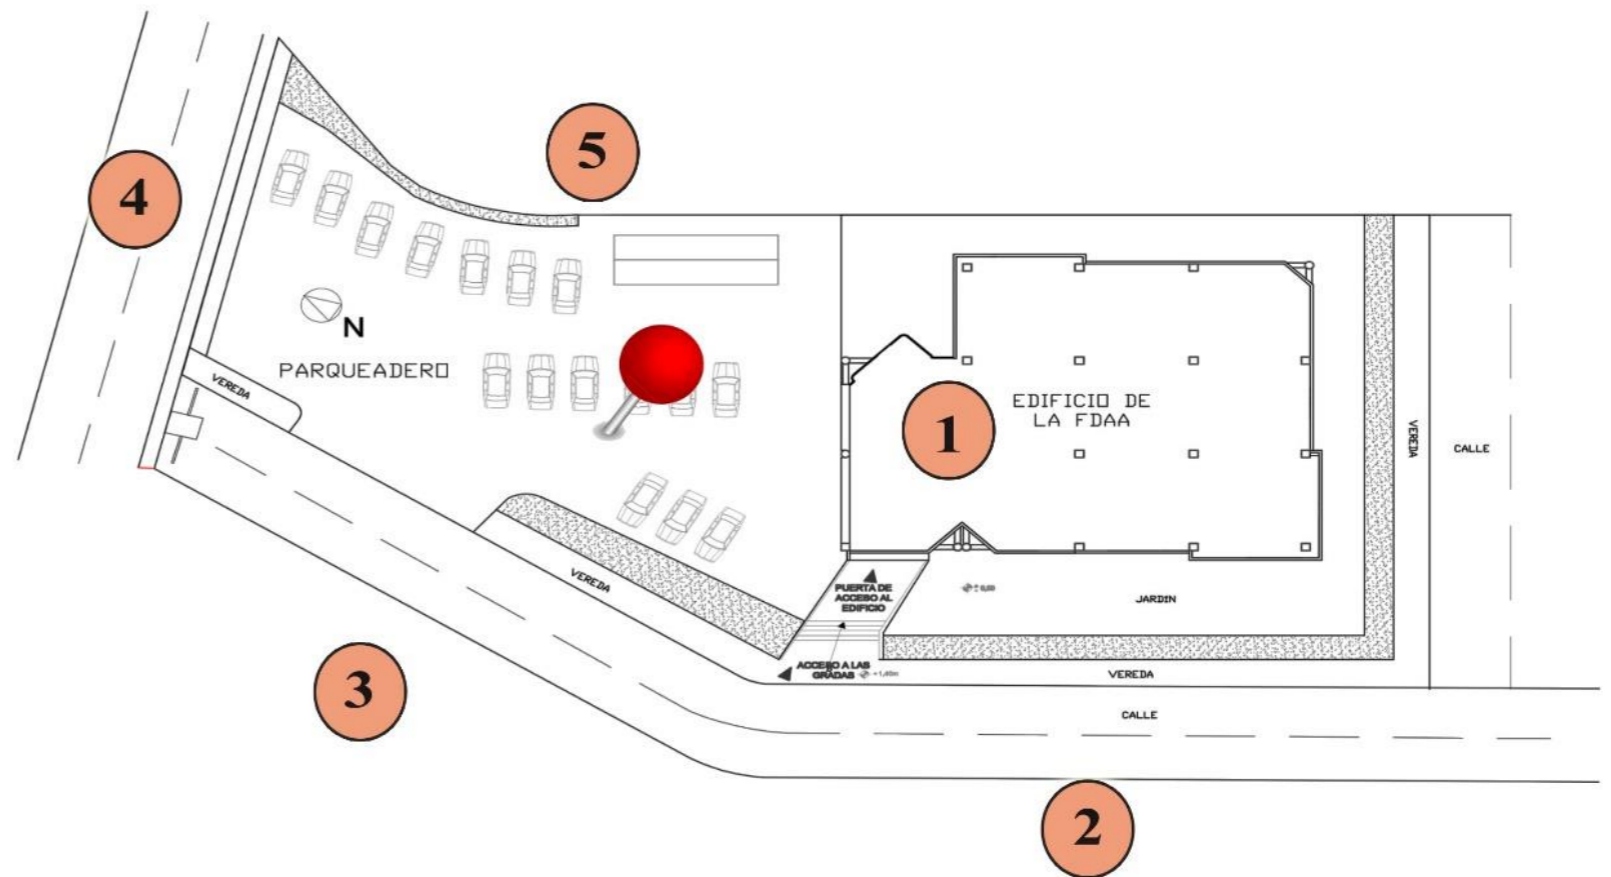 5
4
N
PARQUEADERO
VEREDA
1
EDIFICIO DE
LA FDAA
VEREDA
CALLE
VEREDA
PUERTA DE
ACCESO AL
EDIFICIO
JARDIN
ACCESO A LAS
GRADAS
VEREDA
3
CALLE
2